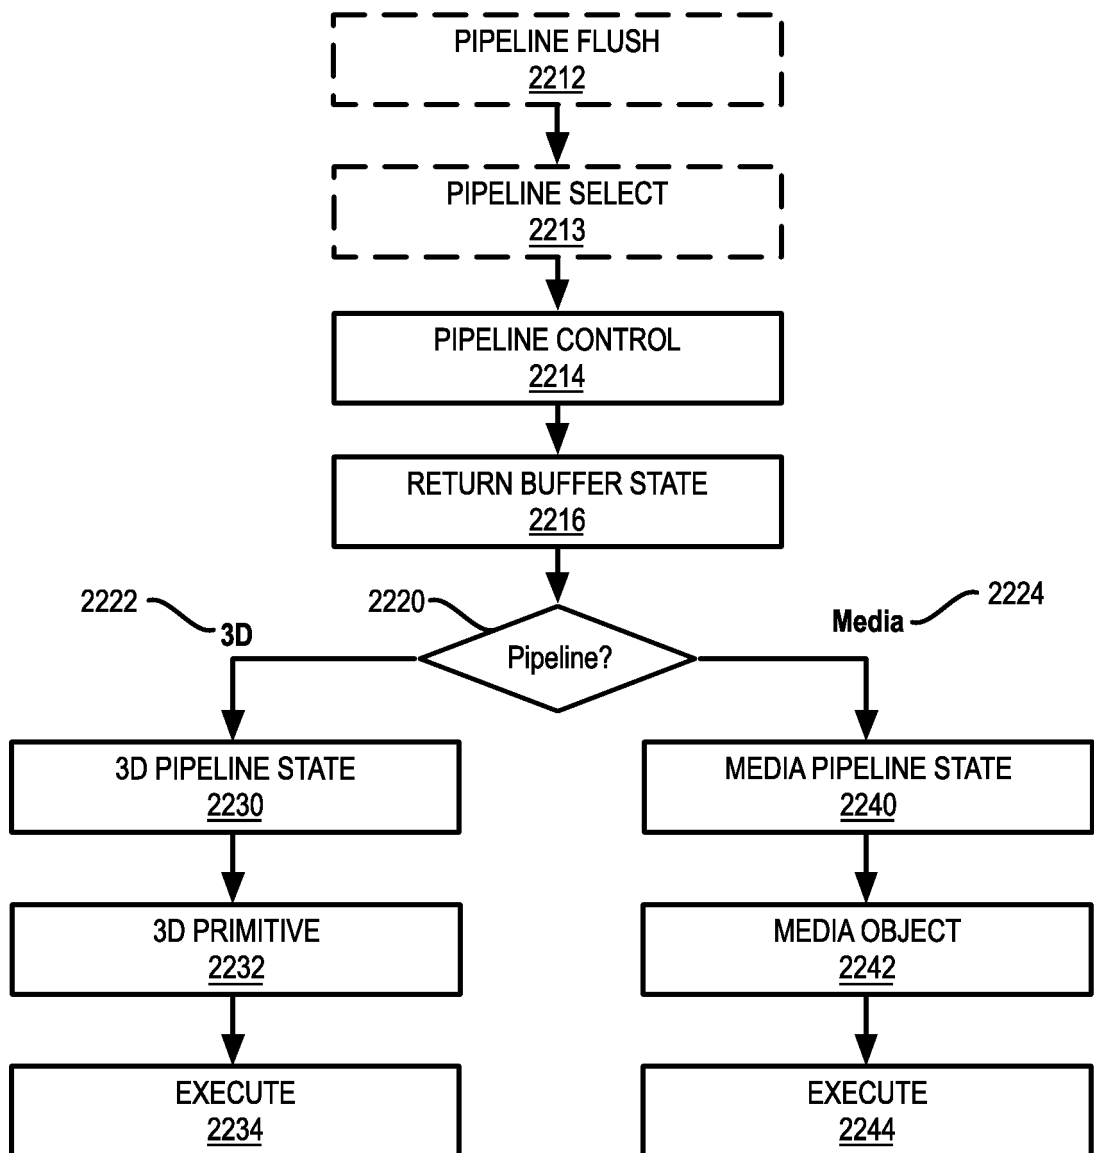 PIPELINE FLUSH
2212
PIPELINE SELECT
2213
PIPELINE CONTROL
2214
RETURN BUFFER STATE
2216
2222
3D
2220
Pipeline?
Media
2224
3D PIPELINE STATE
2230
MEDIA PIPELINE STATE
2240
3D PRIMITIVE
2232
MEDIA OBJECT
2242
EXECUTE
2234
EXECUTE
2244